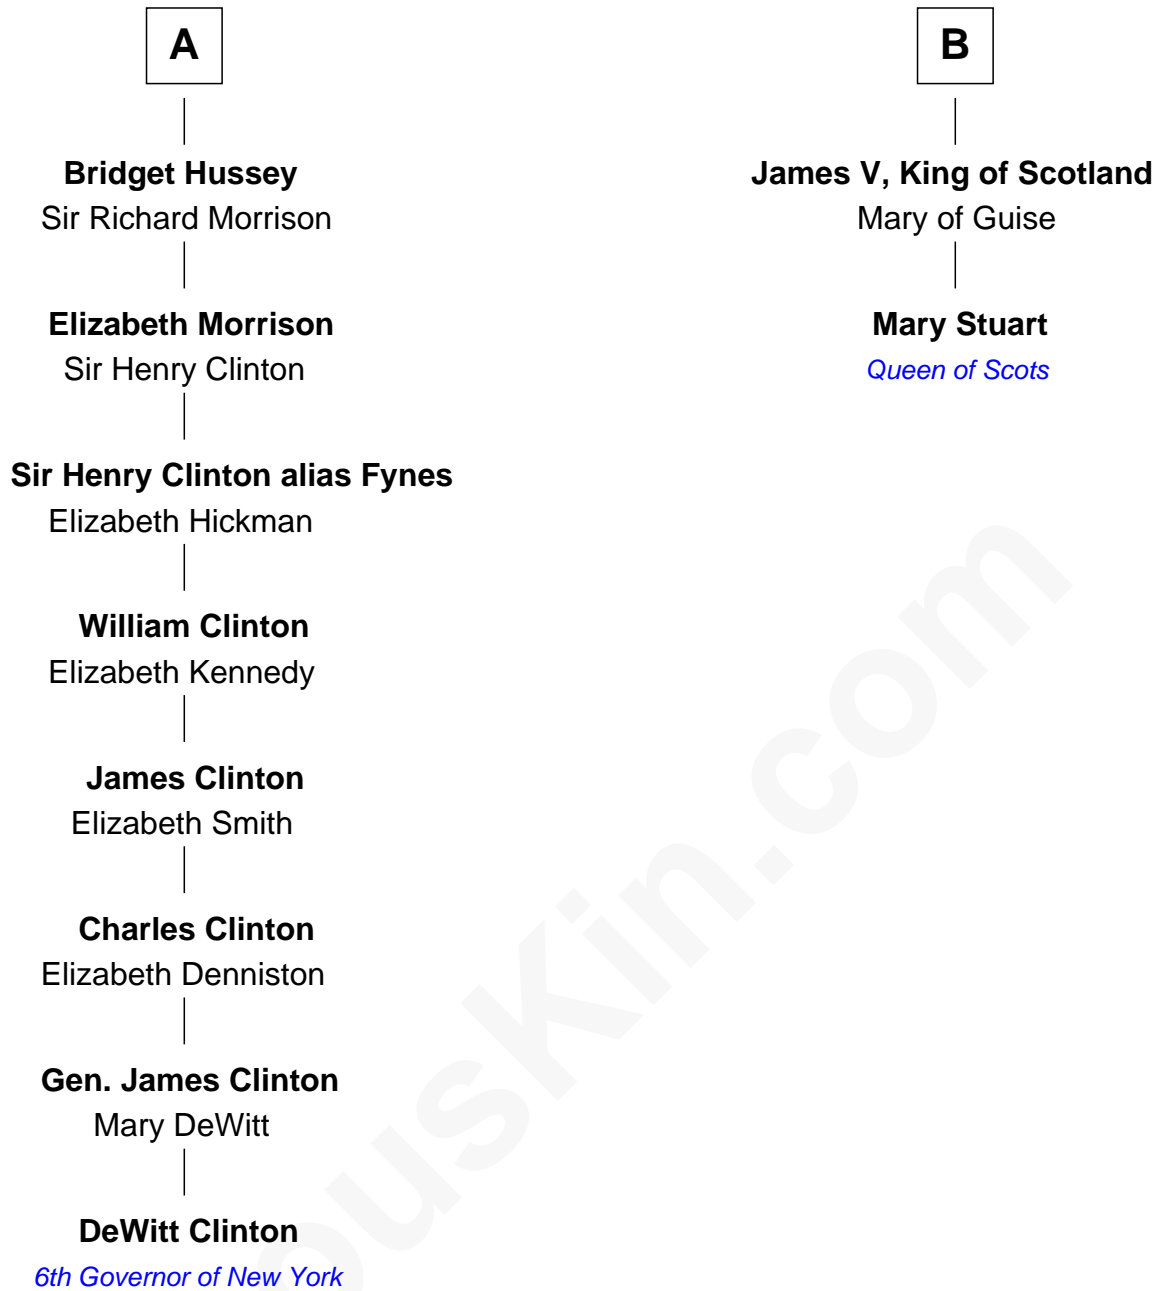 A
Bridget Hussey
Sir Richard Morrison
Elizabeth Morrison
Sir Henry Clinton
Sir Henry Clinton alias Fynes
Elizabeth Hickman
William Clinton
Elizabeth Kennedy
James Clinton
Elizabeth Smith
Charles Clinton
Elizabeth Denniston
Gen. James Clinton
Mary DeWitt
DeWitt Clinton
6th Governor of New York
B
James V, King of Scotland
Mary of Guise
Mary Stuart
Queen of Scots
ousKin.com